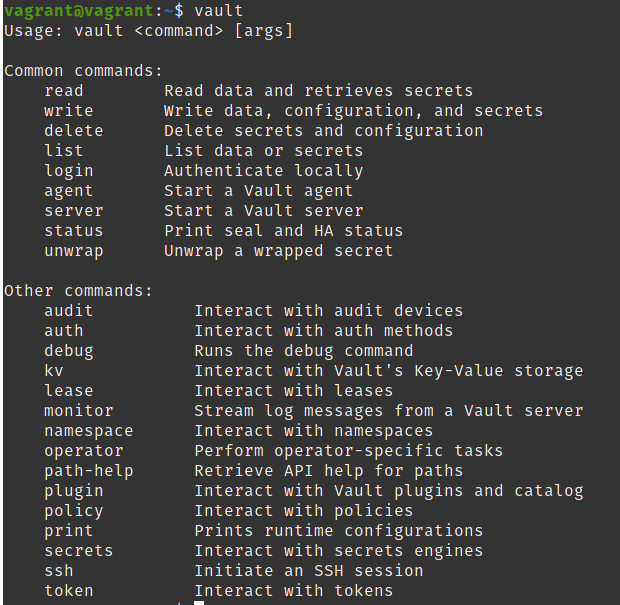 vagrant@vagrant:~$ vault
Usage: vault <command> [args]

Common commands:
    read        Read data and retrieves secrets
    write       Write data, configuration, and secrets
    delete      Delete secrets and configuration
    list        List data or secrets
    login       Authenticate locally
    agent       Start a Vault agent
    server      Start a Vault server
    status      Print seal and HA status
    unwrap      Unwrap a wrapped secret

Other commands:
    audit          Interact with audit devices
    auth           Interact with auth methods
    debug          Runs the debug command
    kv             Interact with Vault's Key-Value storage
    lease          Interact with leases
    monitor        Stream log messages from a Vault server
    namespace      Interact with namespaces
    operator       Perform operator-specific tasks
    path-help      Retrieve API help for paths
    plugin         Interact with Vault plugins and catalog
    policy         Interact with policies
    print          Prints runtime configurations
    secrets        Interact with secrets engines
    ssh            Initiate an SSH session
    token          Interact with tokens